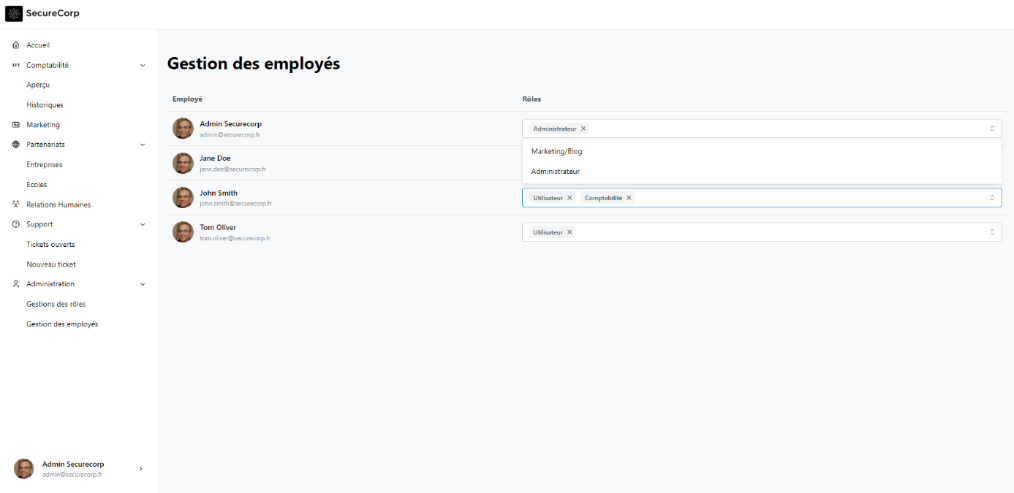 SecureCorp
Accueil
123 Comptabilité
Aperçu
Historiques
Marketing
Partenariats
Entreprises
Ecoles
Relations Humaines
Support
Tickets ouverts
Nouveau ticket
Administration
Gestions des rôles
Gestion des employés
Admin Securecorp
admin@securecorp.fr
Gestion des employés
Employé Rôles
Admin Securecorp
admin@securecorp.fr
Administrateur
Marketing/Blog
Administrateur
Jane Doe
jane.doe@securecorp.fr
John Smith
john.smith@securecorp.fr
Utilisateur Comptabilité
Tom Oliver
tom.oliver@securecorp.fr
Utilisateur